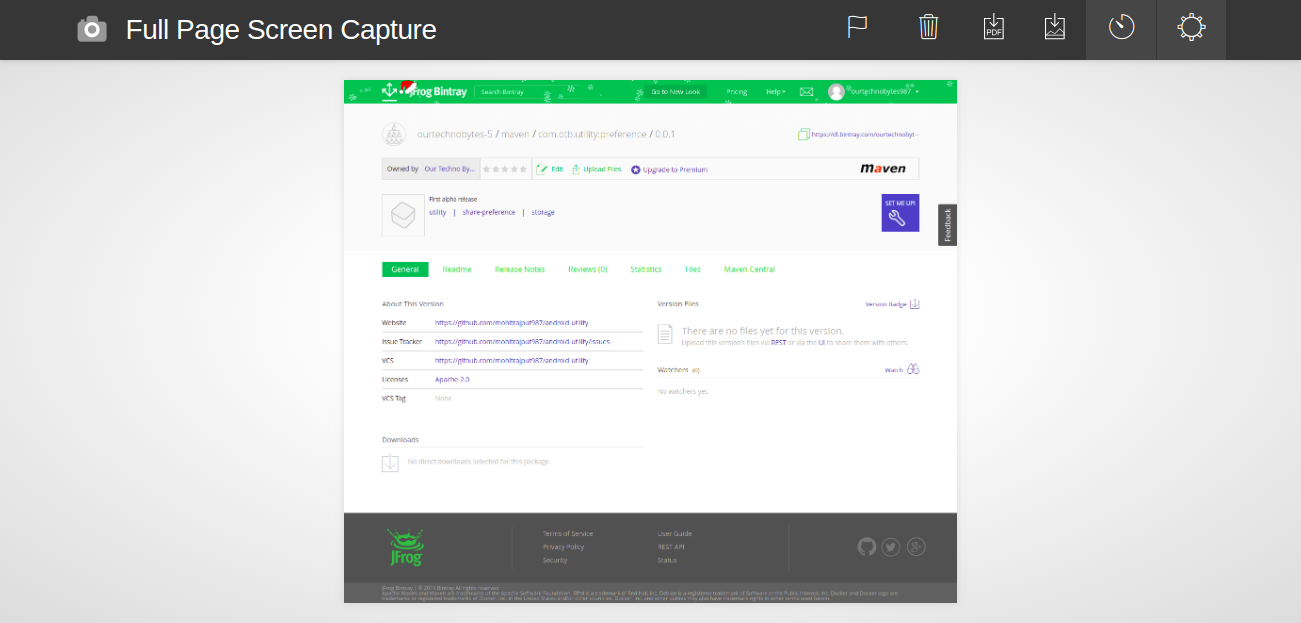 Full Page Screen Capture
PDF
JFrog Bintray
Search Bintray
Go to New Look
Pricing
Help
ourtechnobytes987
ourtechnobytes-5 / maven / com.otb.utility:preference / 0.0.1
https://dl.bintray.com/ourtechnobyt...
Owned by Our Techno By...
Edit
Upload Files
Upgrade to Premium
maven
First alpha release
utility | share-preference | storage
SET ME UP!
Feedback
General
Readme
Release Notes
Reviews (0)
Statistics
Files
Maven Central
About This Version
Website https://github.com/mohitrajput987/android-utility
Issue Tracker https://github.com/mohitrajput987/android-utility/issues
VCS https://github.com/mohitrajput987/android-utility
Licenses Apache-2.0
VCS Tag None
Downloads
No direct downloads selected for this package.
Version Files
Version Badge
There are no files yet for this version.
Upload this version's files via REST or via the UI to share them with others.
Watchers (0)
Watch
No watchers yet.
JFrog
Terms of Service
Privacy Policy
Security
User Guide
REST API
Status